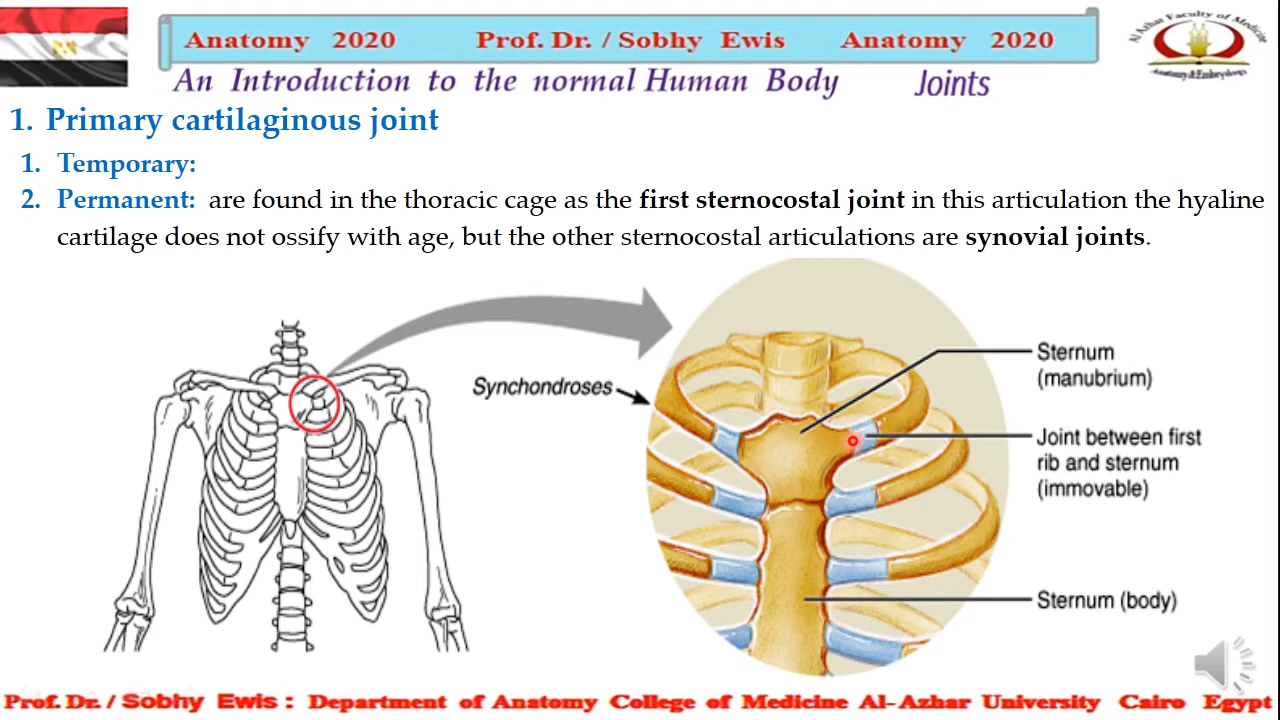 Anatomy 2020 Prof. Dr. / Sobhy Ewis Anatomy 2020
Al Azhar Faculty of Medicine
Anatomy & Embryology
An Introduction to the normal Human Body Joints
1. Primary cartilaginous joint
1. Temporary:
2. Permanent: are found in the thoracic cage as the first sternocostal joint in this articulation the hyaline
cartilage does not ossify with age, but the other sternocostal articulations are synovial joints.
Synchondroses
Sternum
(manubrium)
Joint between first
rib and sternum
(immovable)
Sternum (body)
Prof. Dr. / Sobhy Ewis : Department of Anatomy College of Medicine Al-Azhar University Cairo Egypt